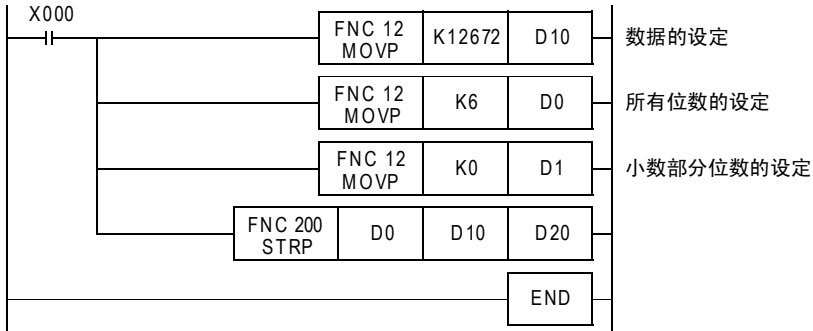 X000
FNC 12 MOVP K12672 D10 数据的设定
FNC 12 MOVP K6 D0 所有位数的设定
FNC 12 MOVP K0 D1 小数部分位数的设定
FNC 200 STRP D0 D10 D20
END